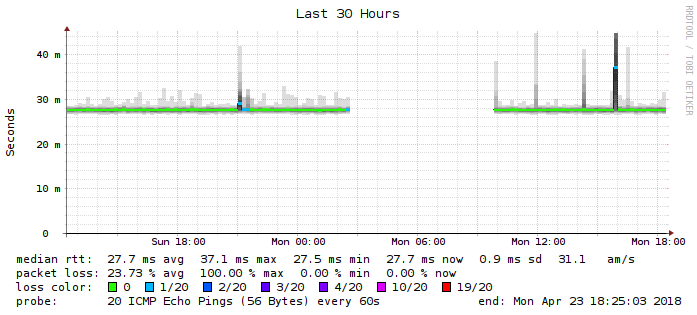 Last 30 Hours
RRDTOOL / TOBI OETIKER
Seconds
40 m
30 m
20 m
10 m
0
Sun 18:00 Mon 00:00 Mon 06:00 Mon 12:00 Mon 18:00
median rtt: 27.7 ms avg 37.1 ms max 27.5 ms min 27.7 ms now 0.9 ms sd 31.1 am/s
packet loss: 23.73 % avg 100.00 % max 0.00 % min 0.00 % now
loss color: 0 1/20 2/20 3/20 4/20 10/20 19/20
probe: 20 ICMP Echo Pings (56 Bytes) every 60s end: Mon Apr 23 18:25:03 2018